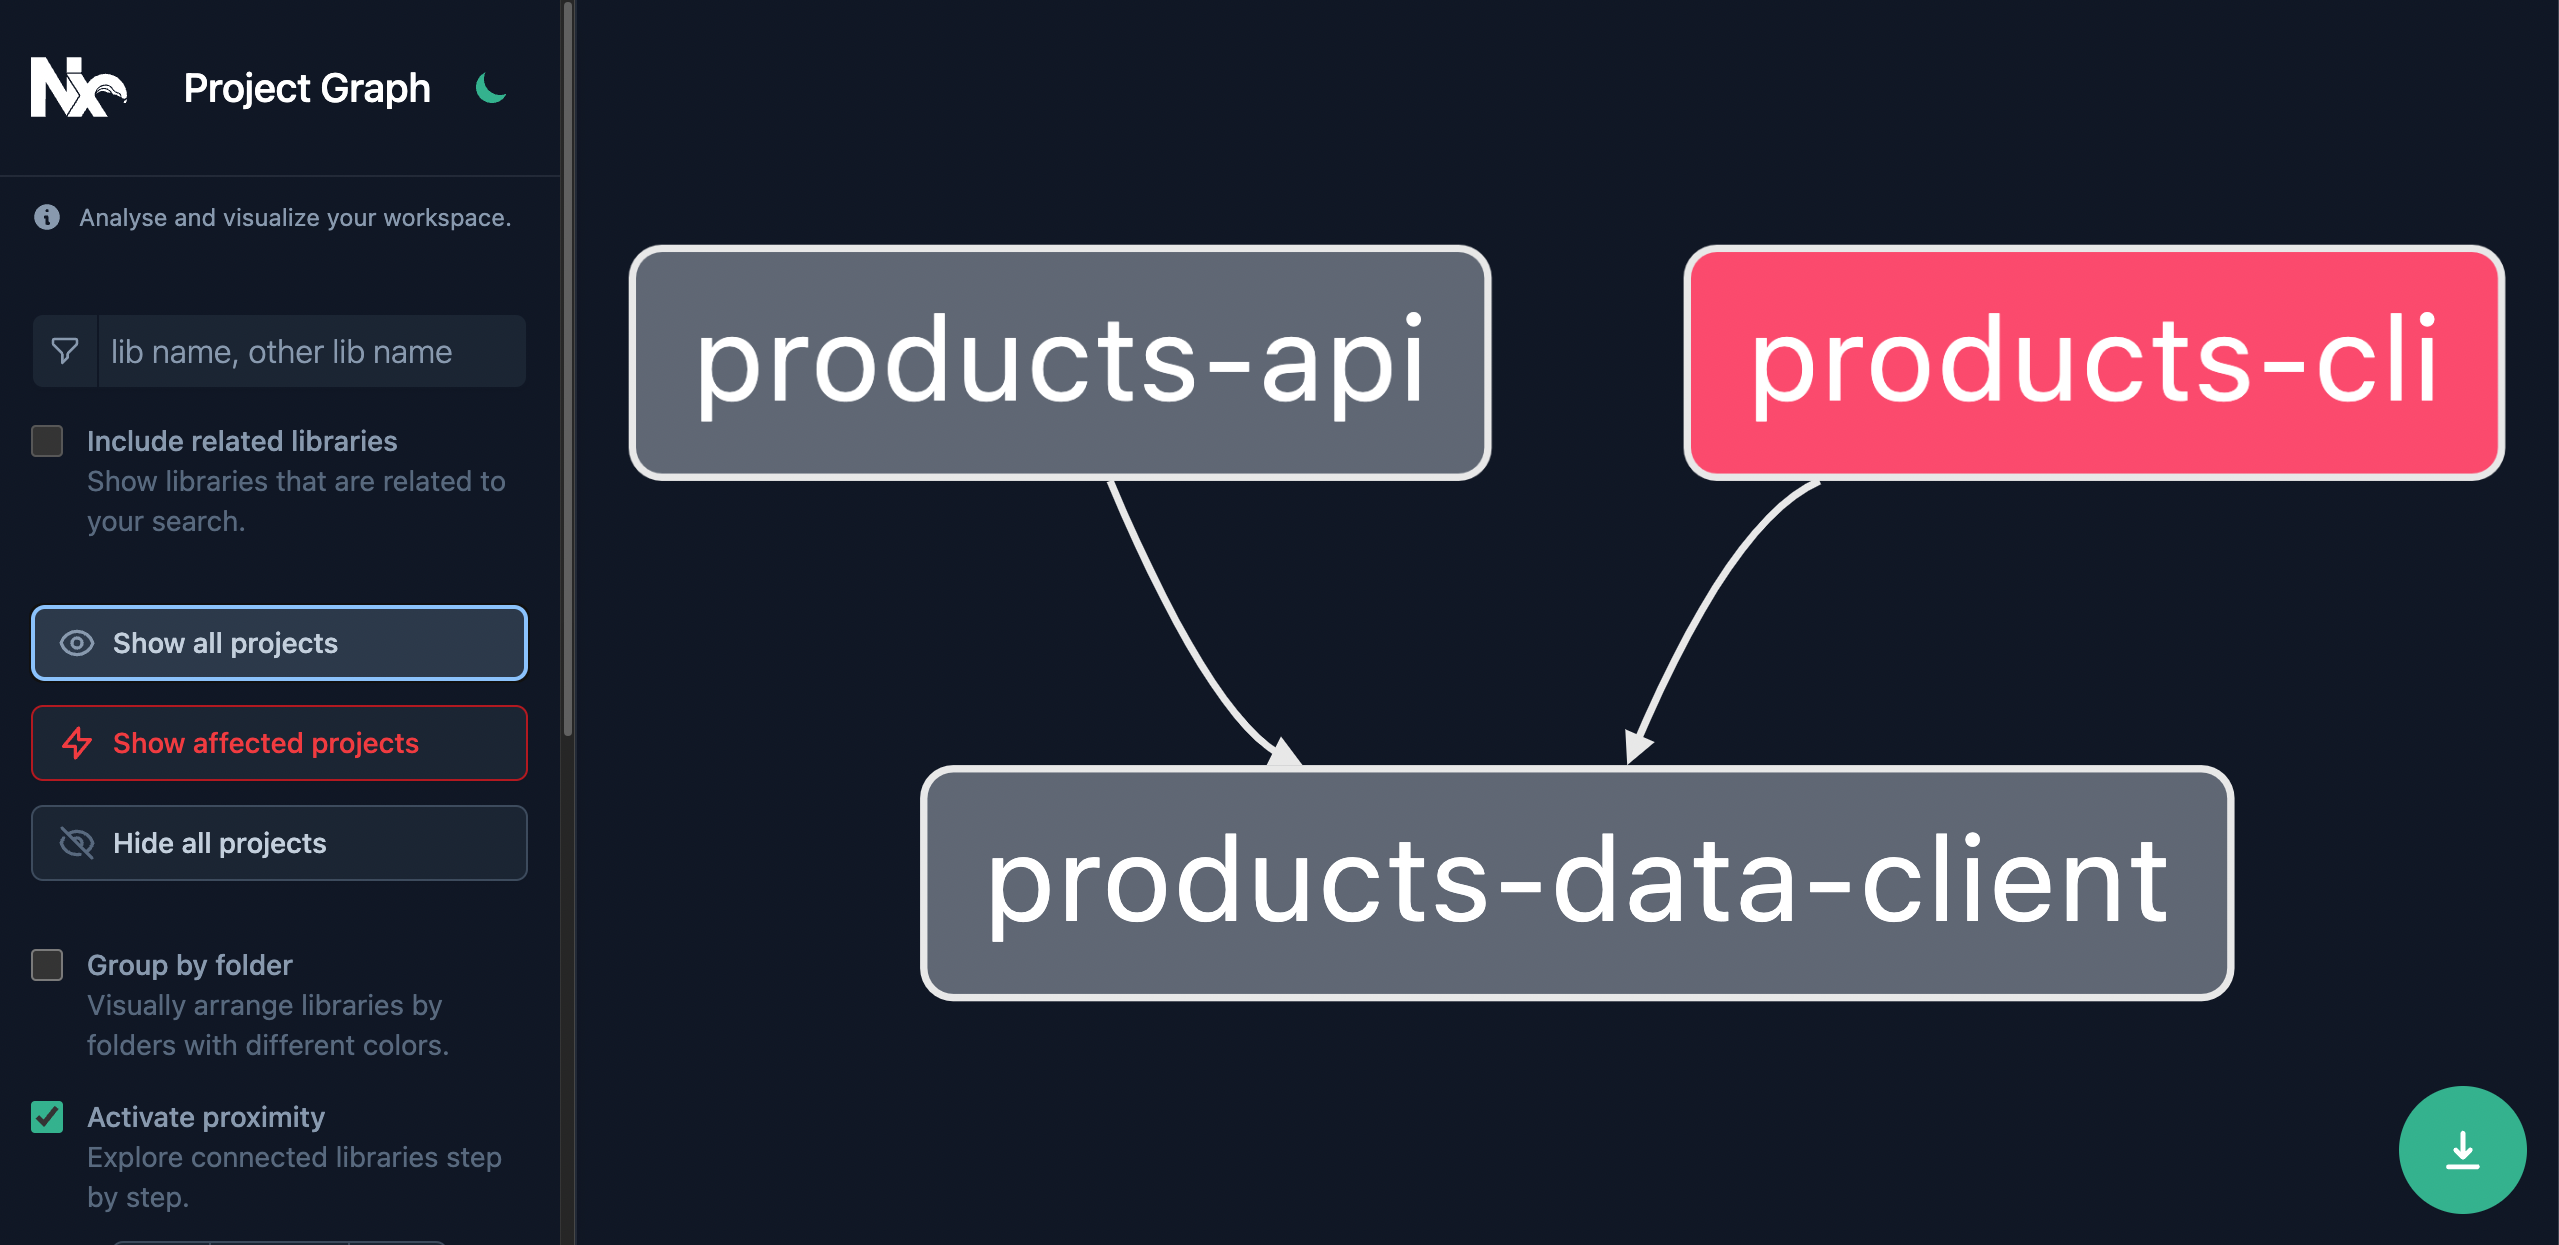 Nx
Project Graph
Analyse and visualize your workspace.
lib name, other lib name
Include related libraries
Show libraries that are related to
your search.
Show all projects
Show affected projects
Hide all projects
Group by folder
Visually arrange libraries by
folders with different colors.
Activate proximity
Explore connected libraries step
by step.
products-api
products-cli
products-data-client